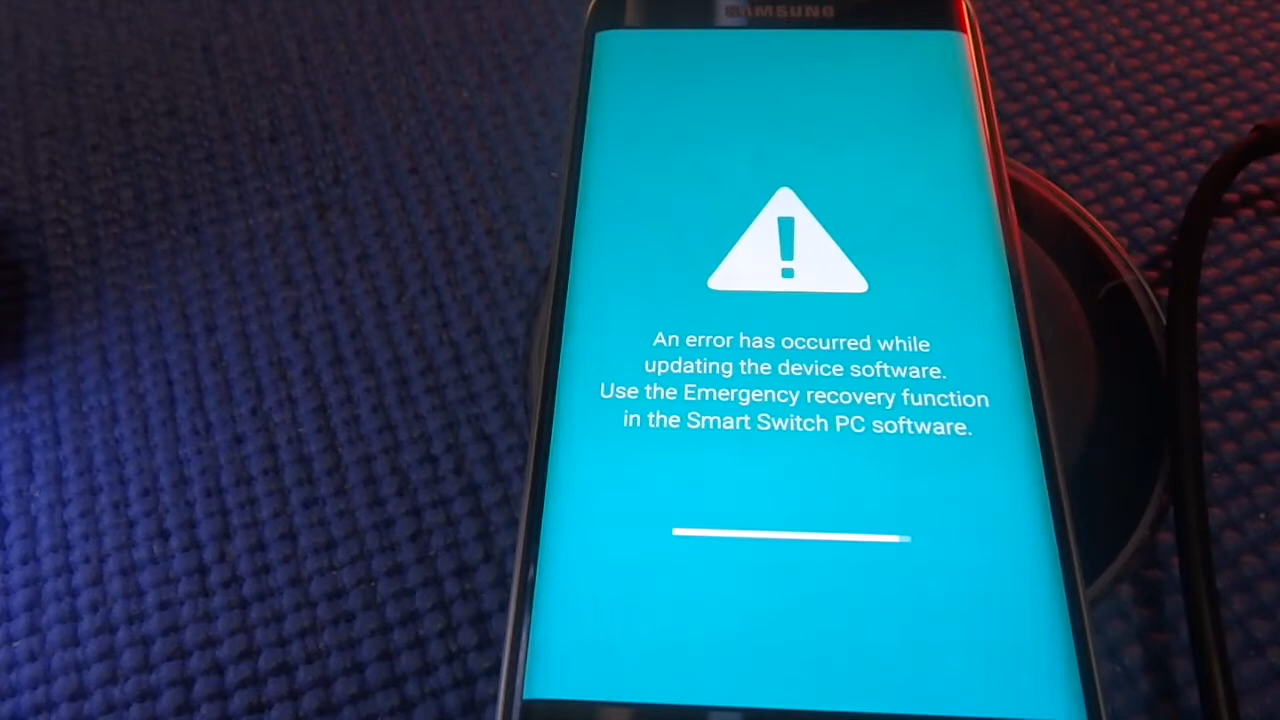 SAMSUNG
An error has occurred while
updating the device software.
Use the Emergency recovery function
in the Smart Switch PC software.